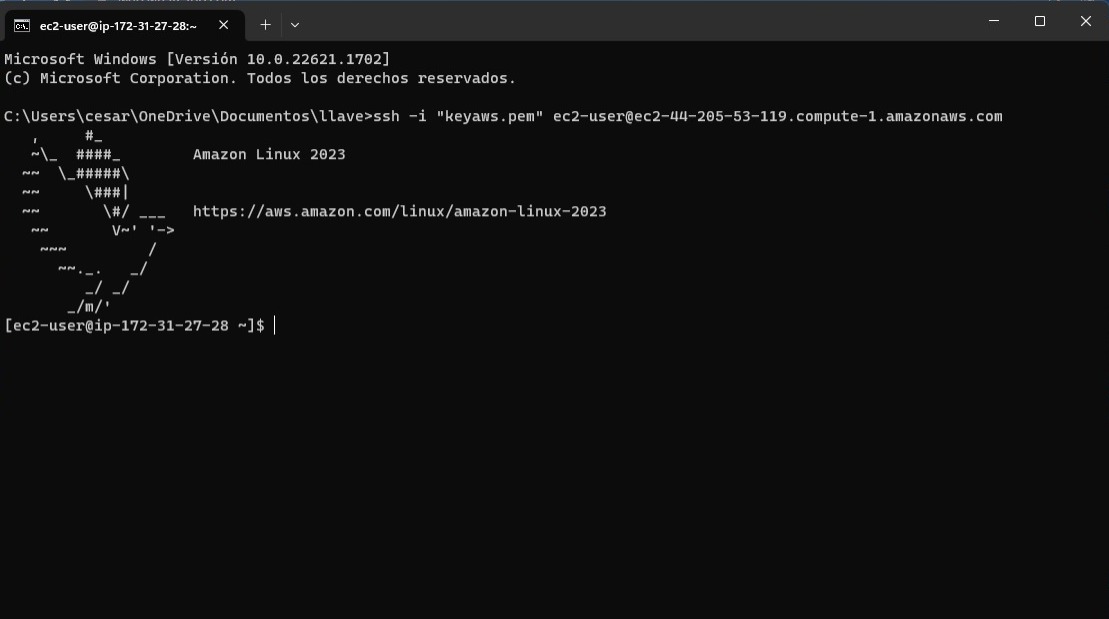 ec2-user@ip-172-31-27-28:~
Microsoft Windows [Versión 10.0.22621.1702]
(c) Microsoft Corporation. Todos los derechos reservados.
C:\Users\cesar\OneDrive\Documentos\llave>ssh -i "keyaws.pem" ec2-user@ec2-44-205-53-119.compute-1.amazonaws.com
   ,     #_
   ~\_  ####_        Amazon Linux 2023
  ~~  \_#####\
  ~~     \###|
  ~~       \#/ ___   https://aws.amazon.com/linux/amazon-linux-2023
   ~~       V~' '->
    ~~~         /
      ~~._.   _/
         _/ _/
       _/m/'
[ec2-user@ip-172-31-27-28 ~]$